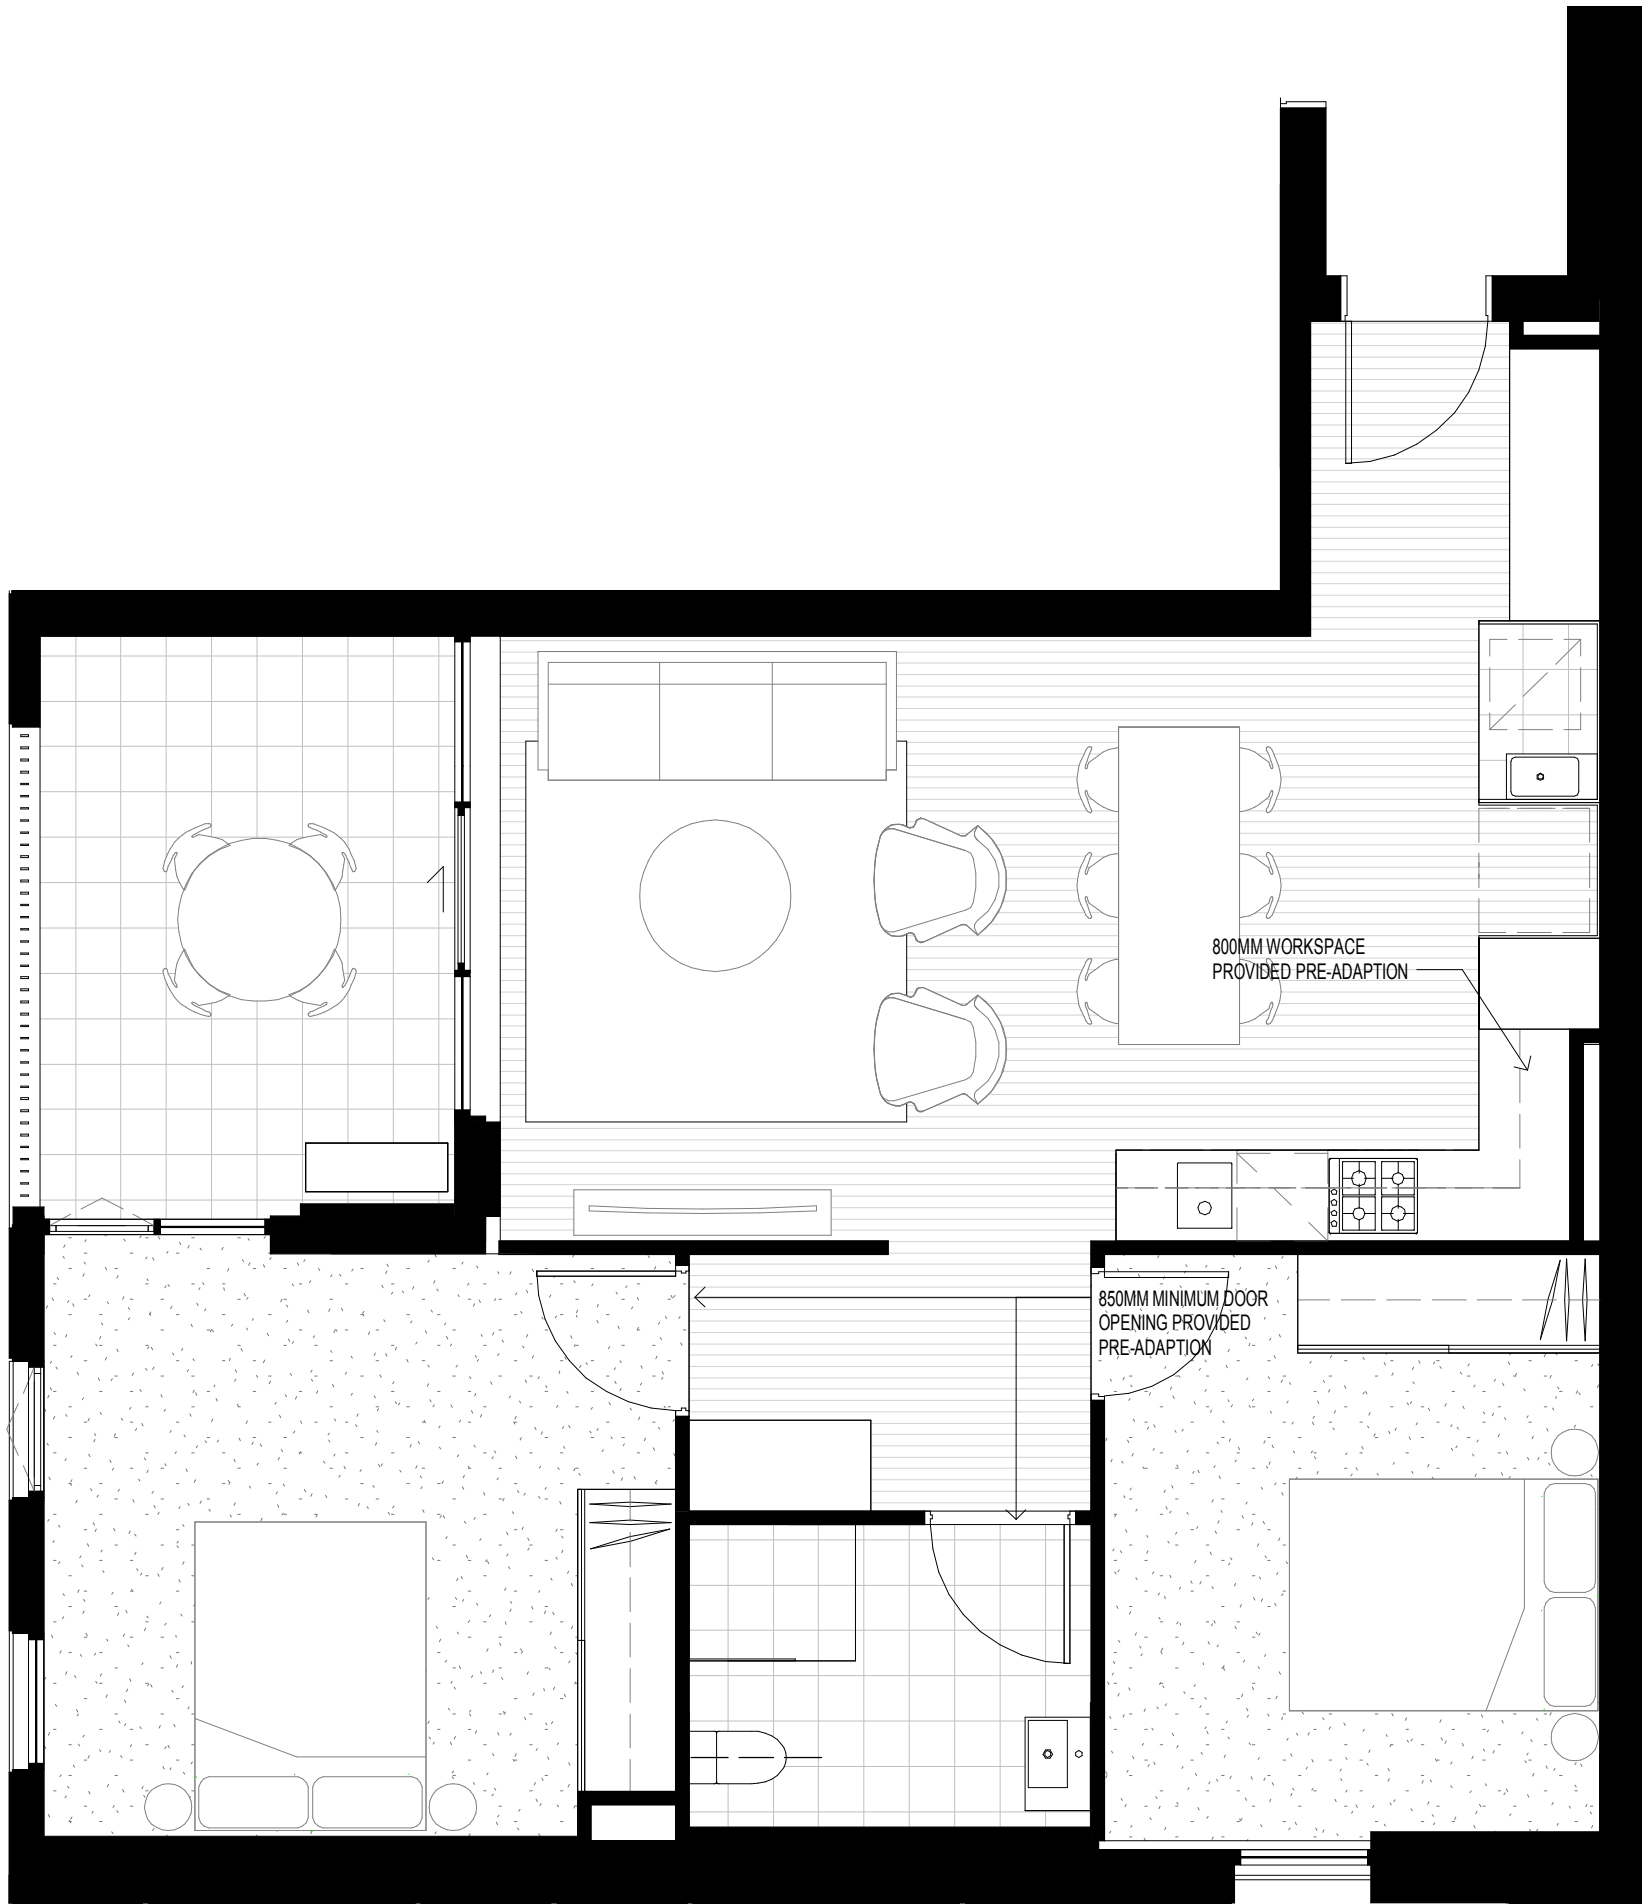 800MM WORKSPACE
PROVIDED PRE-ADAPTION
850MM MINIMUM DOOR
OPENING PROVIDED
PRE-ADAPTION